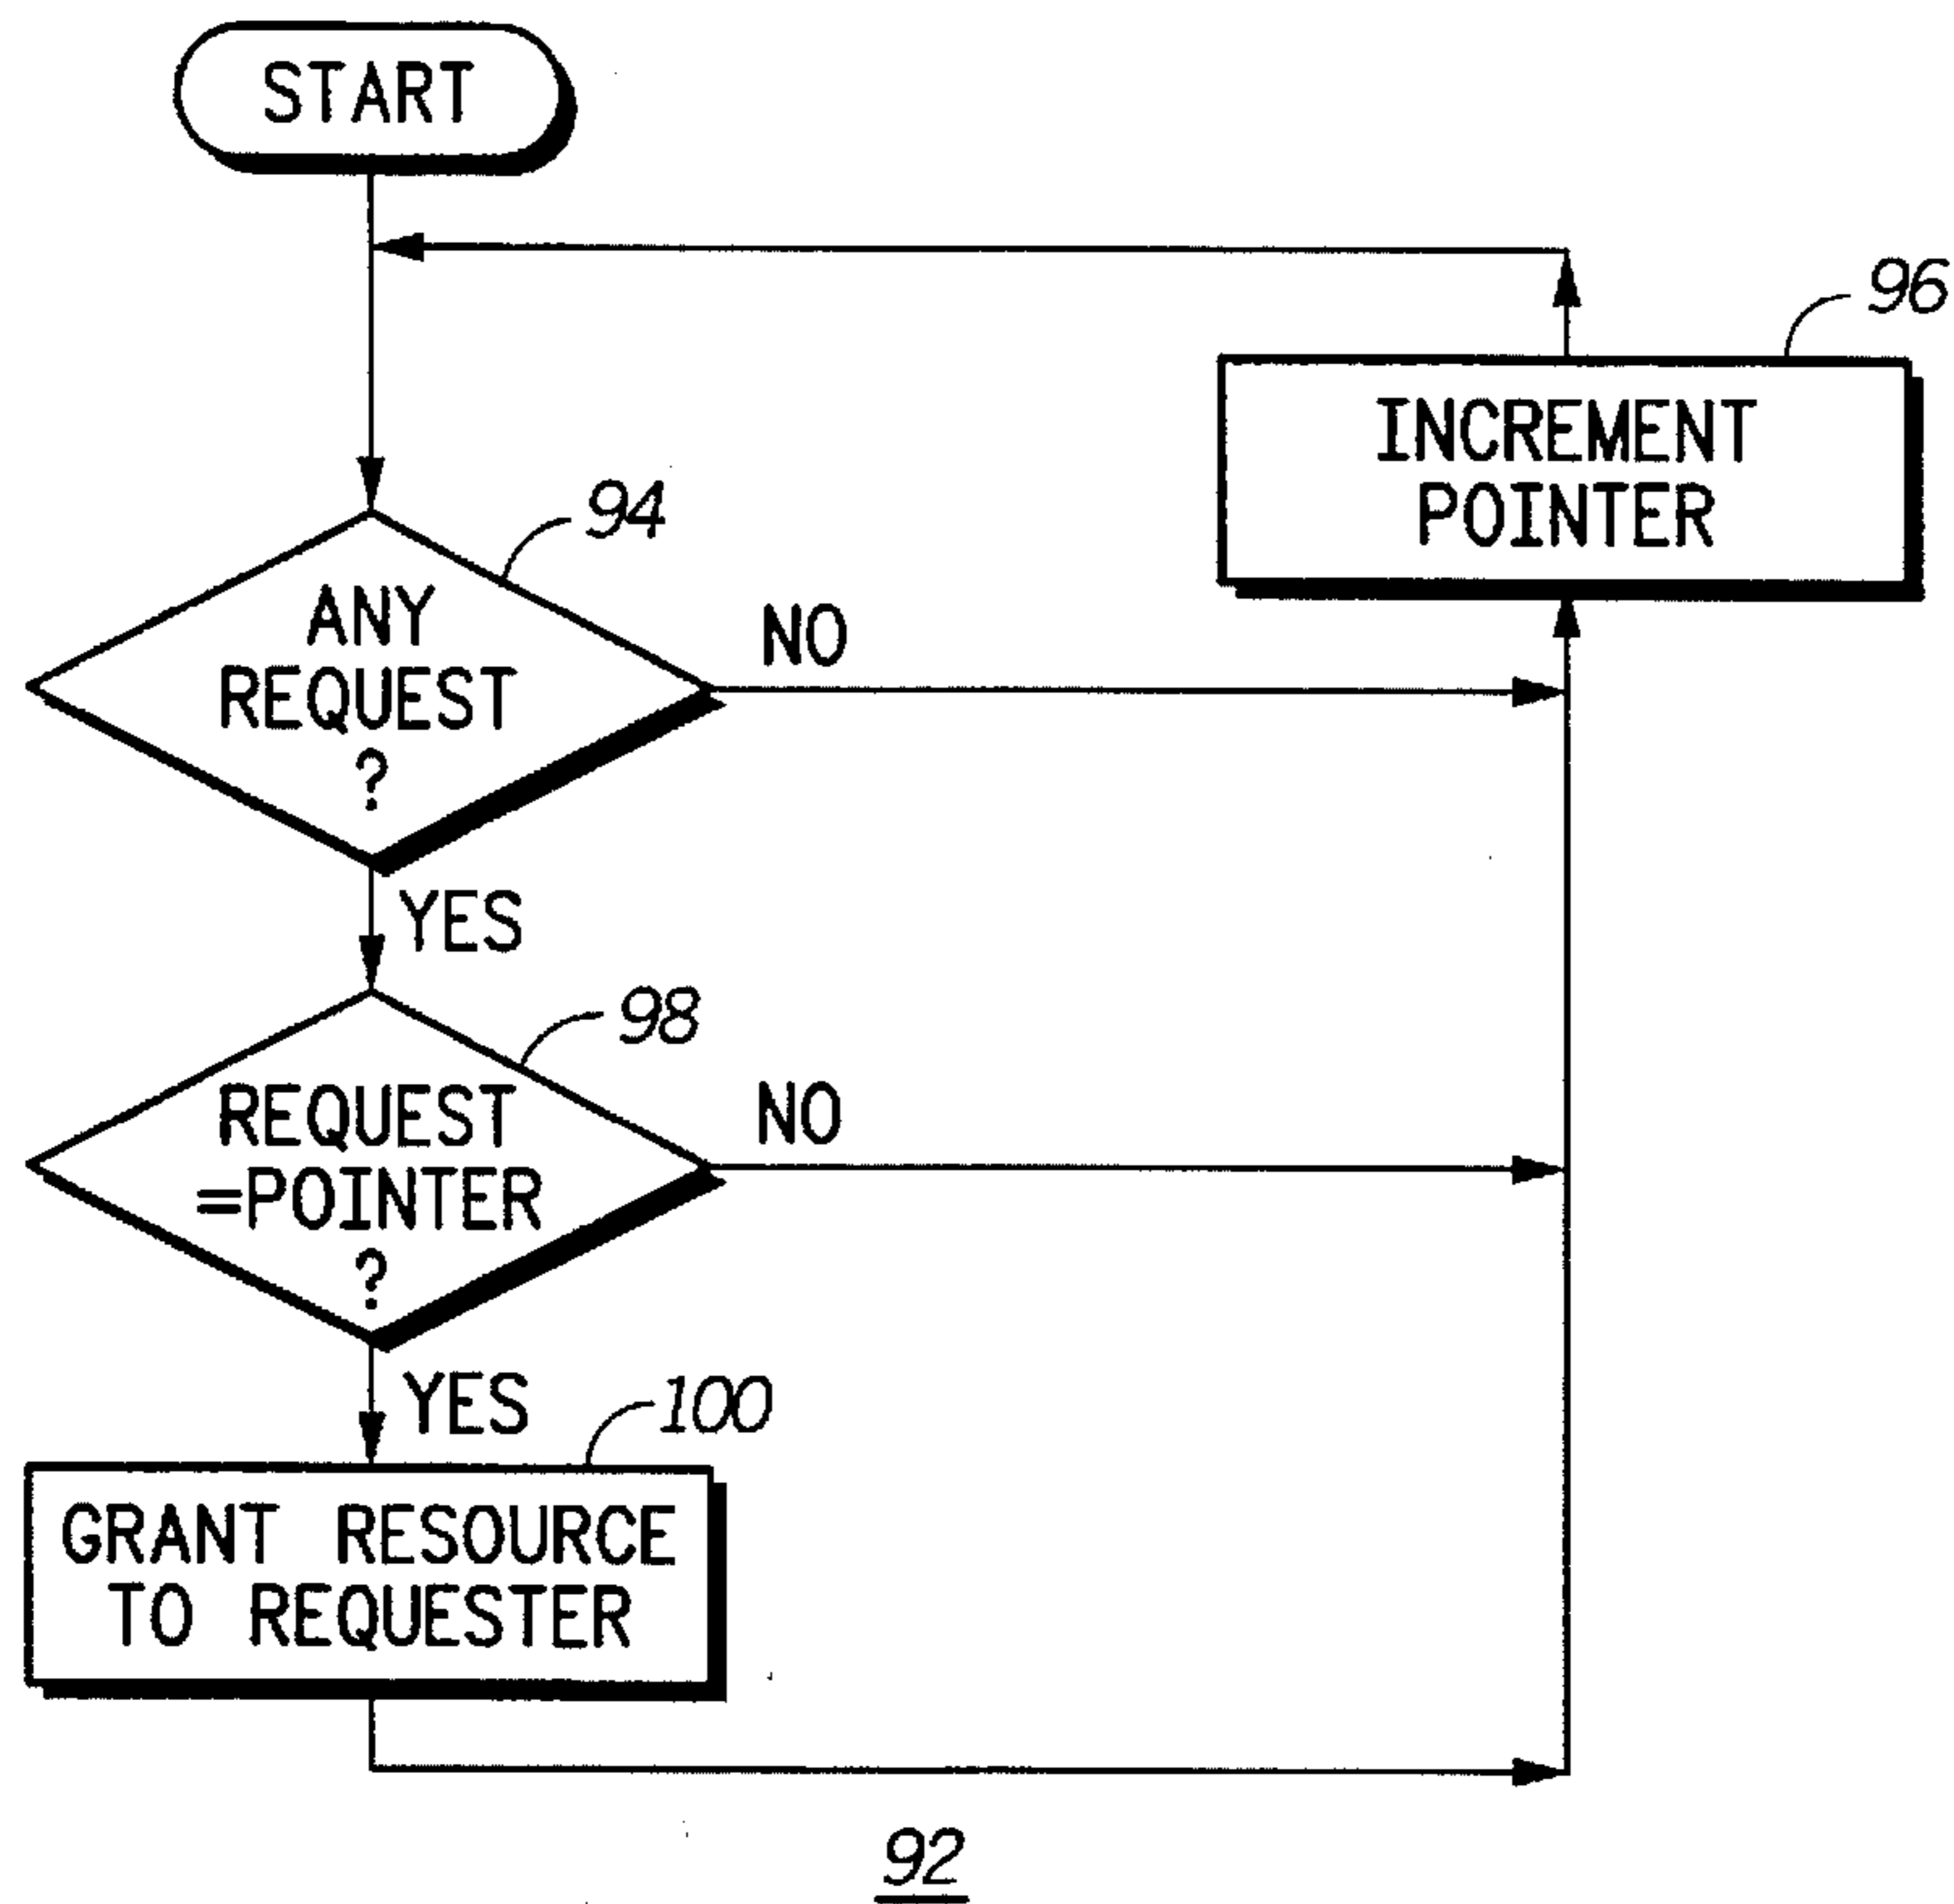 START
96
INCREMENT
POINTER
94
ANY
REQUEST
?
NO
YES
98
REQUEST
=POINTER
?
NO
YES
100
GRANT RESOURCE
TO REQUESTER
92